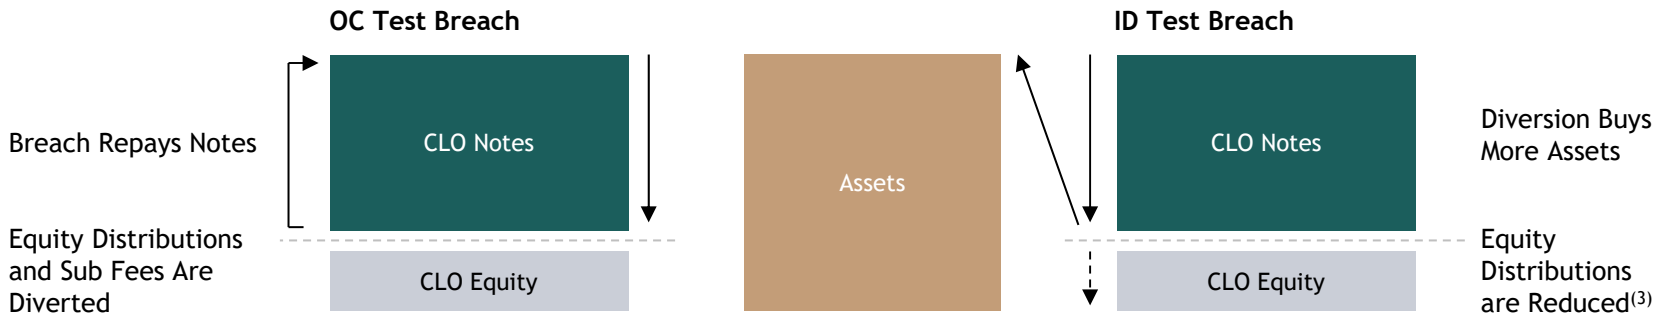 OC Test Breach
ID Test Breach
Breach Repays Notes
CLO Notes
Assets
CLO Notes
Diversion Buys
More Assets
Equity Distributions
and Sub Fees Are
Diverted
CLO Equity
CLO Equity
Equity
Distributions
are Reduced(3)